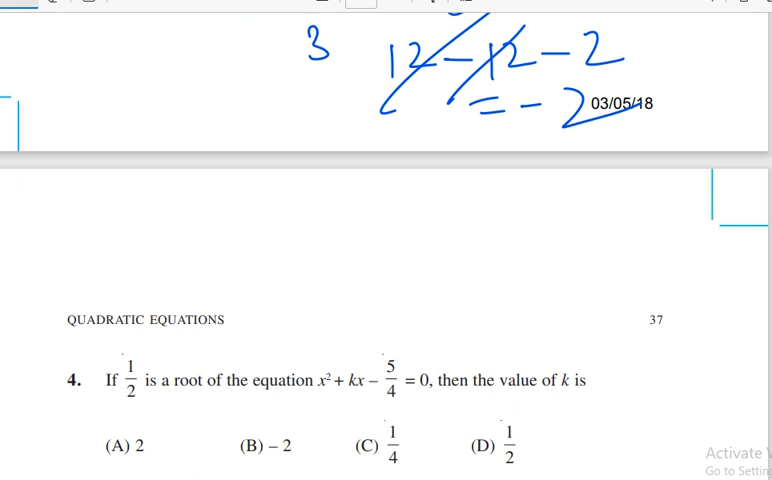 3
12 - 12 - 2
= - 2
03/05/18
QUADRATIC EQUATIONS 37
4. If 1/2 is a root of the equation x² + kx – 5/4 = 0, then the value of k is
(A) 2 (B) – 2 (C) 1/4 (D) 1/2
Activate
Go to Settin